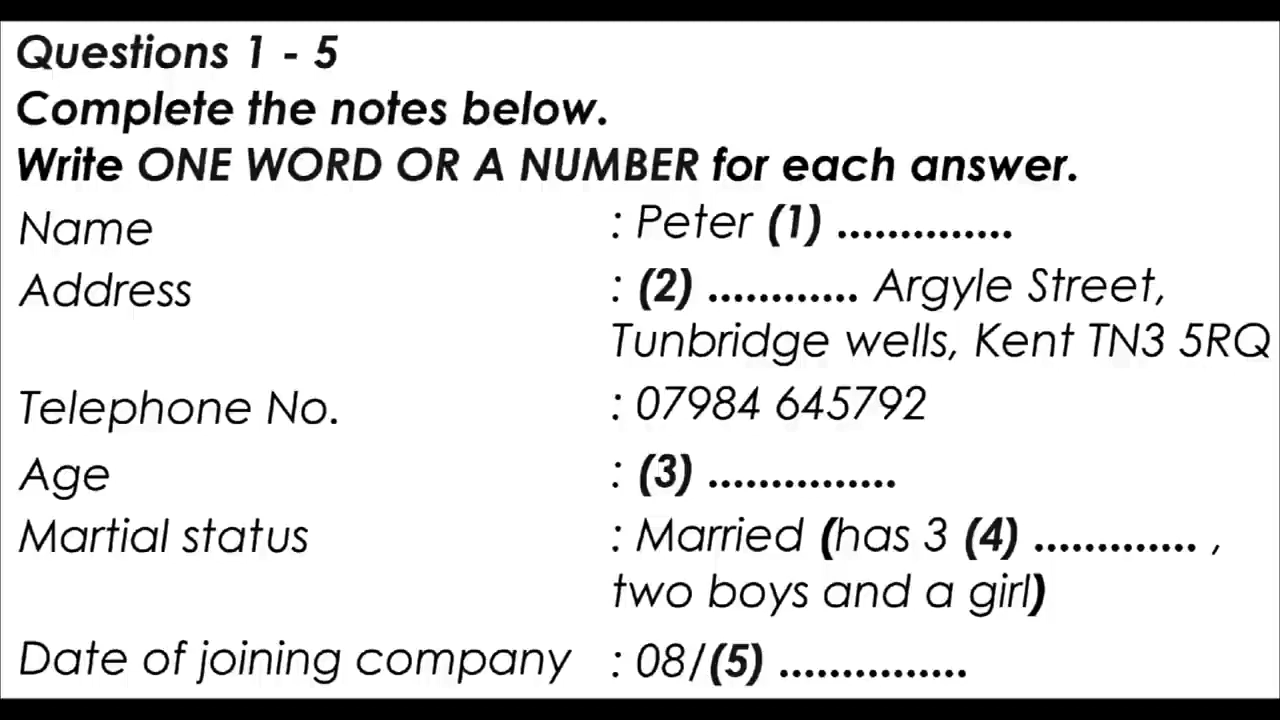 Questions 1 - 5
Complete the notes below.
Write ONE WORD OR A NUMBER for each answer.
Name : Peter (1) ..............
Address : (2) ............ Argyle Street,
Tunbridge wells, Kent TN3 5RQ
Telephone No. : 07984 645792
Age : (3) ...............
Martial status : Married (has 3 (4) ............. ,
two boys and a girl)
Date of joining company : 08/(5) ...............